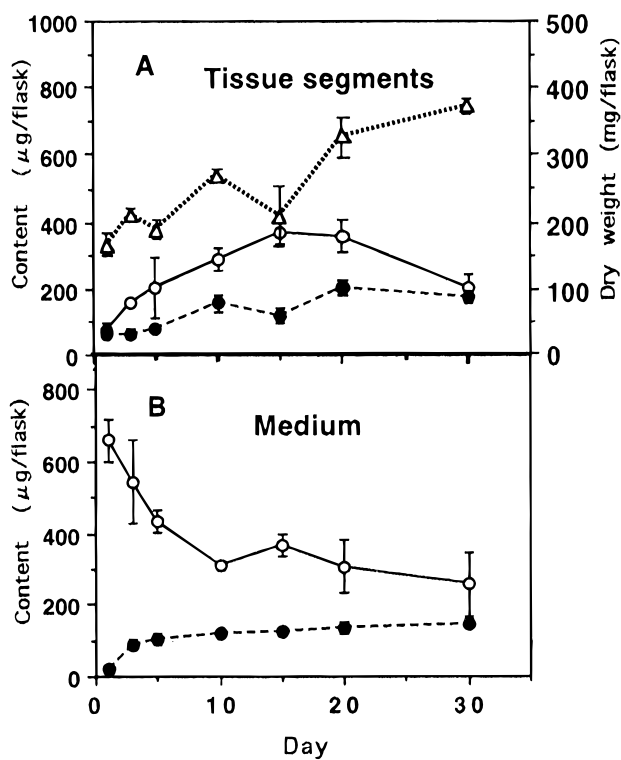 1000
800
600
400
200
0
Content (μg/flask)
A
Tissue segments
500
400
300
200
100
0
Dry weight (mg/flask)
800
600
400
200
0
Content (μg/flask)
B
Medium
0 10 20 30
Day